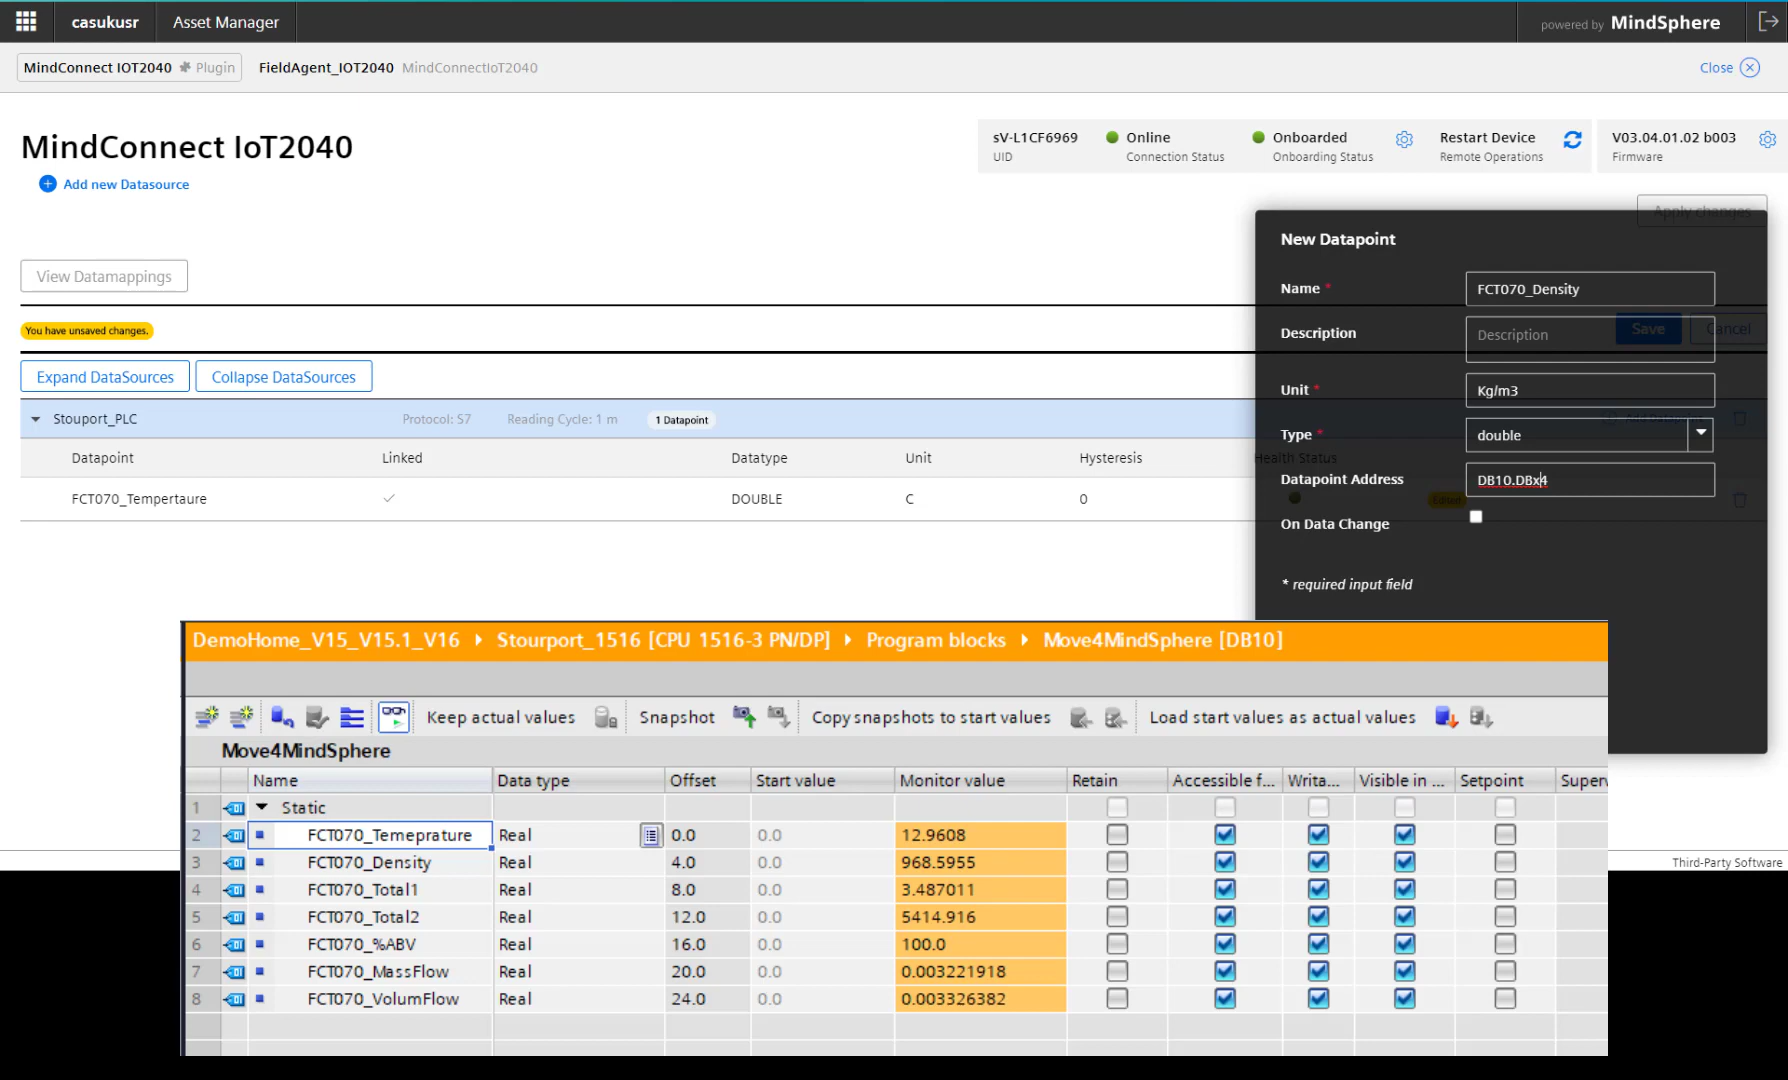 casukusr
Asset Manager
powered by MindSphere
MindConnect IOT2040 Plugin
FieldAgent_IOT2040 MindConnectIoT2040
Close
MindConnect IoT2040
Add new Datasource
sV-L1CF6969
UID
Online
Connection Status
Onboarded
Onboarding Status
Restart Device
Remote Operations
V03.04.01.02 b003
Firmware
Apply changes
View Datamappings
You have unsaved changes.
Save
Cancel
Expand DataSources
Collapse DataSources
Stouport_PLC
Protocol: S7
Reading Cycle: 1 m
1 Datapoint
Add Datapoint
Datapoint
Linked
Datatype
Unit
Hysteresis
Health Status
FCT070_Tempertaure
DOUBLE
C
0
Edited
New Datapoint
Name *
FCT070_Density
Description
Description
Unit *
Kg/m3
Type *
double
Datapoint Address
DB10.DBx4
On Data Change
* required input field
Third-Party Software
DemoHome_V15_V15.1_V16 Stourport_1516 [CPU 1516-3 PN/DP] Program blocks Move4MindSphere [DB10]
Keep actual values Snapshot Copy snapshots to start values Load start values as actual values
Move4MindSphere
Name Data type Offset Start value Monitor value Retain Accessible f... Writa... Visible in ... Setpoint Superv
1 Static
2 FCT070_Temeprature Real 0.0 0.0 12.9608
3 FCT070_Density Real 4.0 0.0 968.5955
4 FCT070_Total1 Real 8.0 0.0 3.487011
5 FCT070_Total2 Real 12.0 0.0 5414.916
6 FCT070_%ABV Real 16.0 0.0 100.0
7 FCT070_MassFlow Real 20.0 0.0 0.003221918
8 FCT070_VolumFlow Real 24.0 0.0 0.003326382